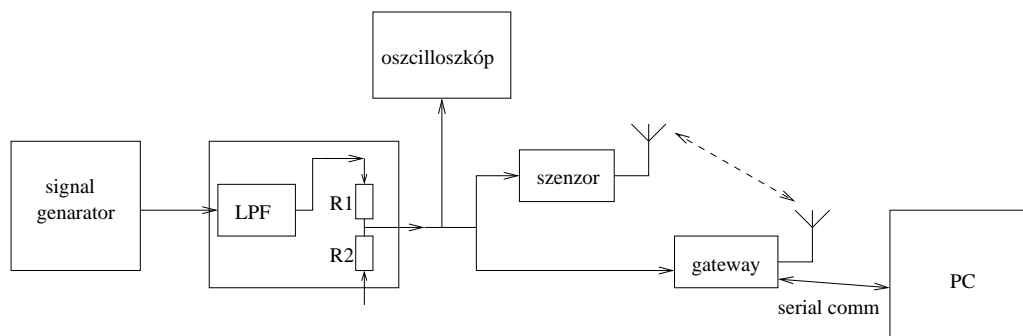 oszcilloszkóp
signal
genarator
LPF
R1
R2
szenzor
gateway
serial comm
PC